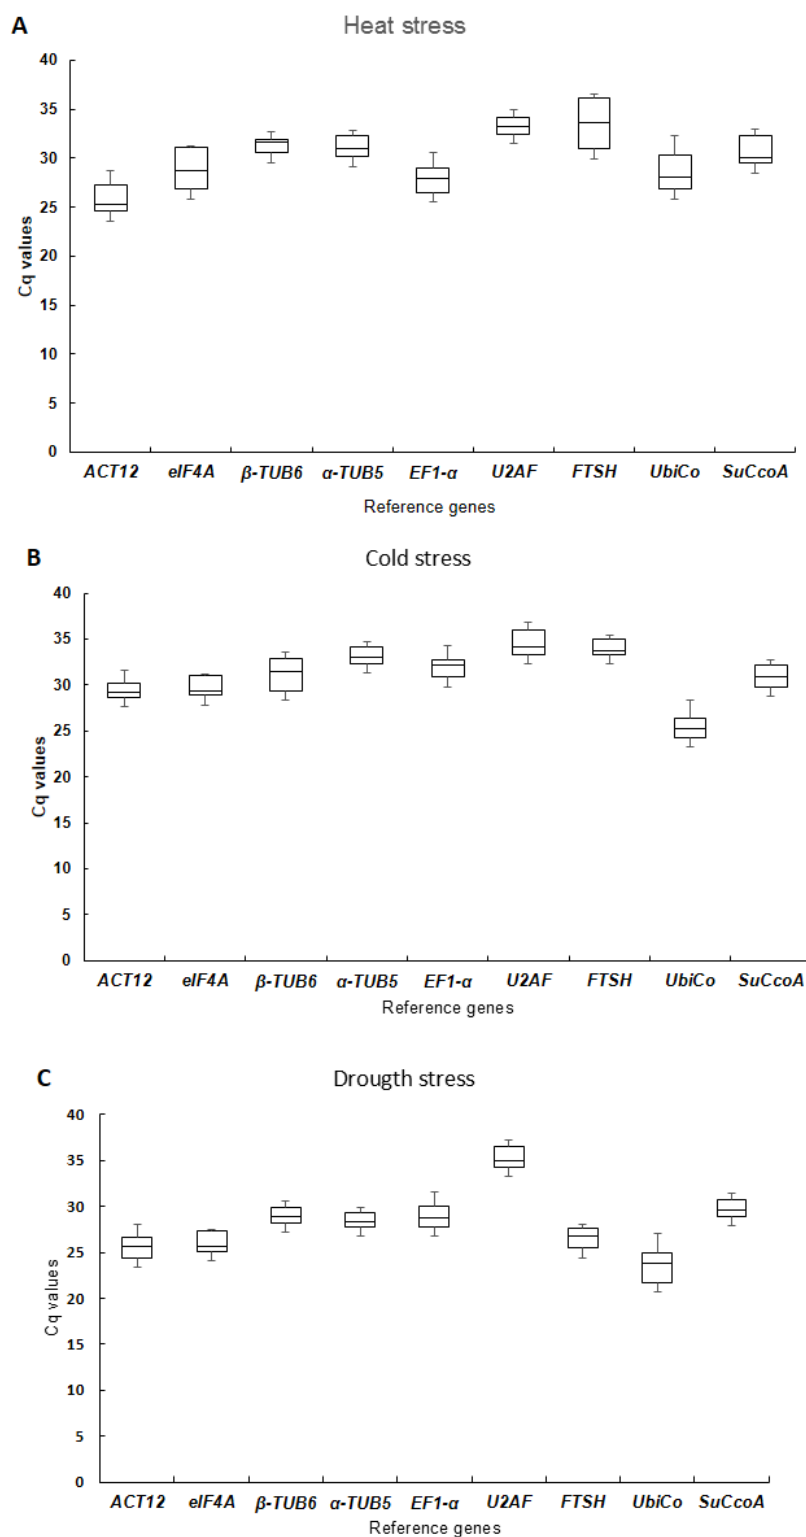 A
Heat stress
40
35
30
25
20
15
10
5
0
Cq values
ACT12 eIF4A β-TUB6 α-TUB5 EF1-α U2AF FTSH UbiCo SuCcoA
Reference genes
B
Cold stress
40
35
30
25
20
15
10
5
0
Cq values
ACT12 eIF4A β-TUB6 α-TUB5 EF1-α U2AF FTSH UbiCo SuCcoA
Reference genes
C
Drougth stress
40
35
30
25
20
15
10
5
0
Cq values
ACT12 eIF4A β-TUB6 α-TUB5 EF1-α U2AF FTSH UbiCo SuCcoA
Reference genes